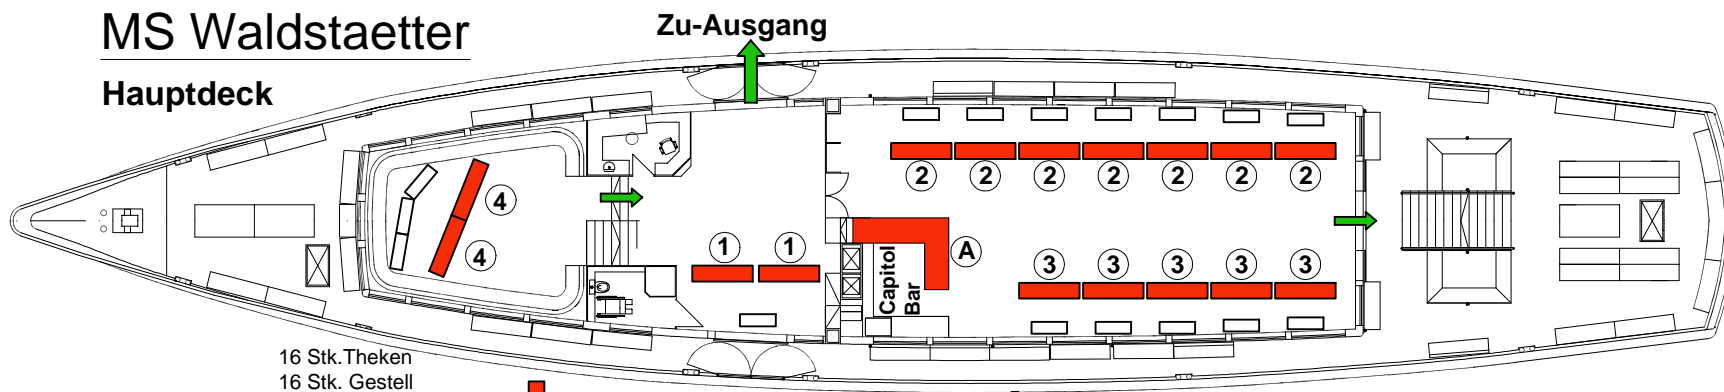 MS Waldstaetter
Zu-Ausgang
Hauptdeck
2 2 2 2 2 2 2
4
4
1 1
A
Capitol
Bar
3 3 3 3 3
16 Stk.Theken
16 Stk. Gestell